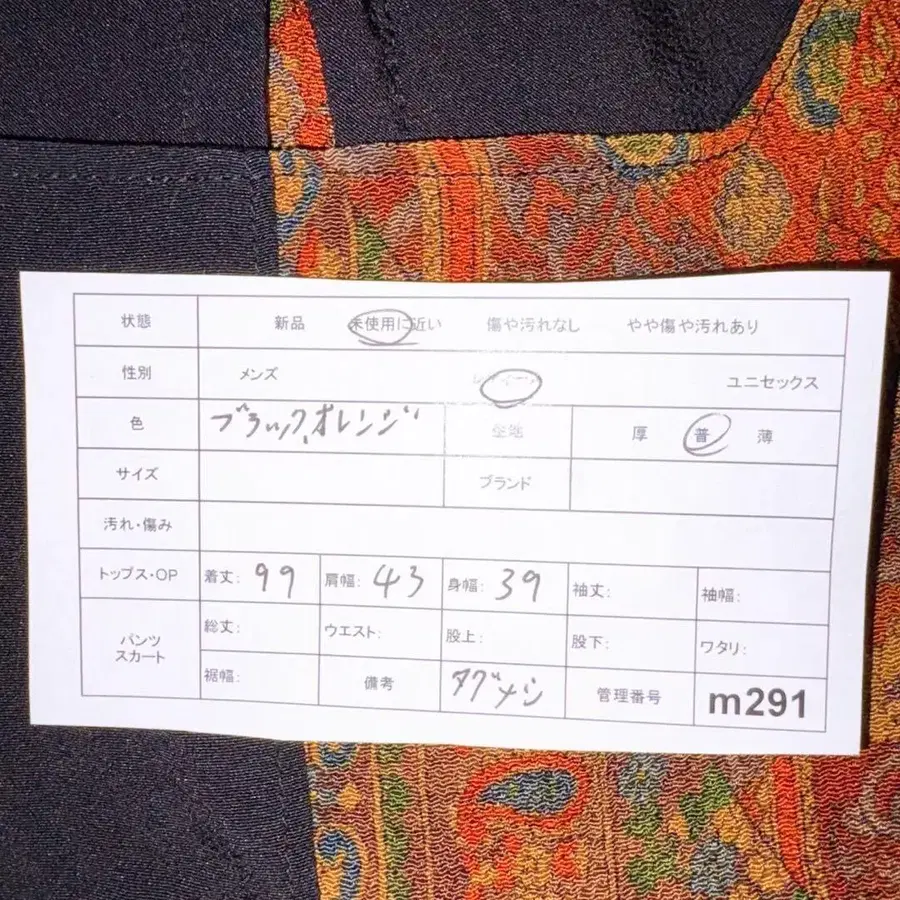 状態 新品 未使用に近い 傷や汚れなし やや傷や汚れあり
性別 メンズ ユニセックス
色 ブラック、オレンジ 生地 厚 普 薄
サイズ ブランド
汚れ・傷み
トップス・OP 着丈: 99 肩幅: 43 身幅: 39 袖丈: 袖幅:
パンツ
スカート
総丈: ウエスト: 股上: 股下: ワタリ:
裾幅: 備考 タグナシ 管理番号 m291